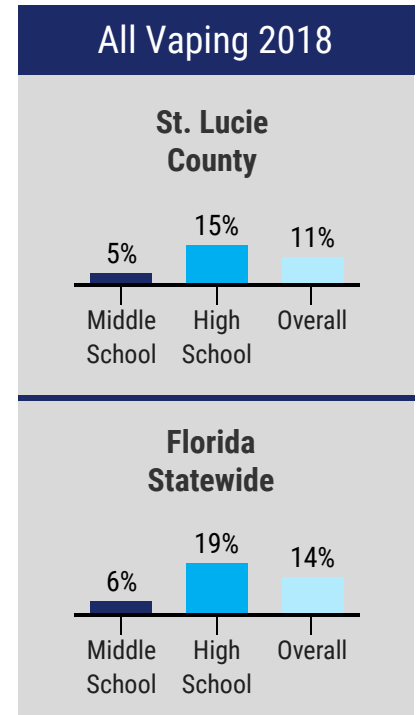 All Vaping 2018
St. Lucie
County
5%
15%
11%
Middle
School
High
School
Overall
Florida
Statewide
6%
19%
14%
Middle
School
High
School
Overall